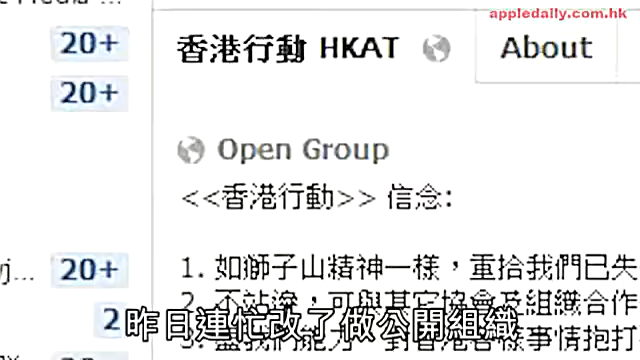 appledaily.com.hk
20+
香港行動 HKAT
About
20+
Open Group
<<香港行動>> 信念:
1. 如獅子山精神一樣，重拾我們已失
20+
2
昨日連忙改了做公開組織